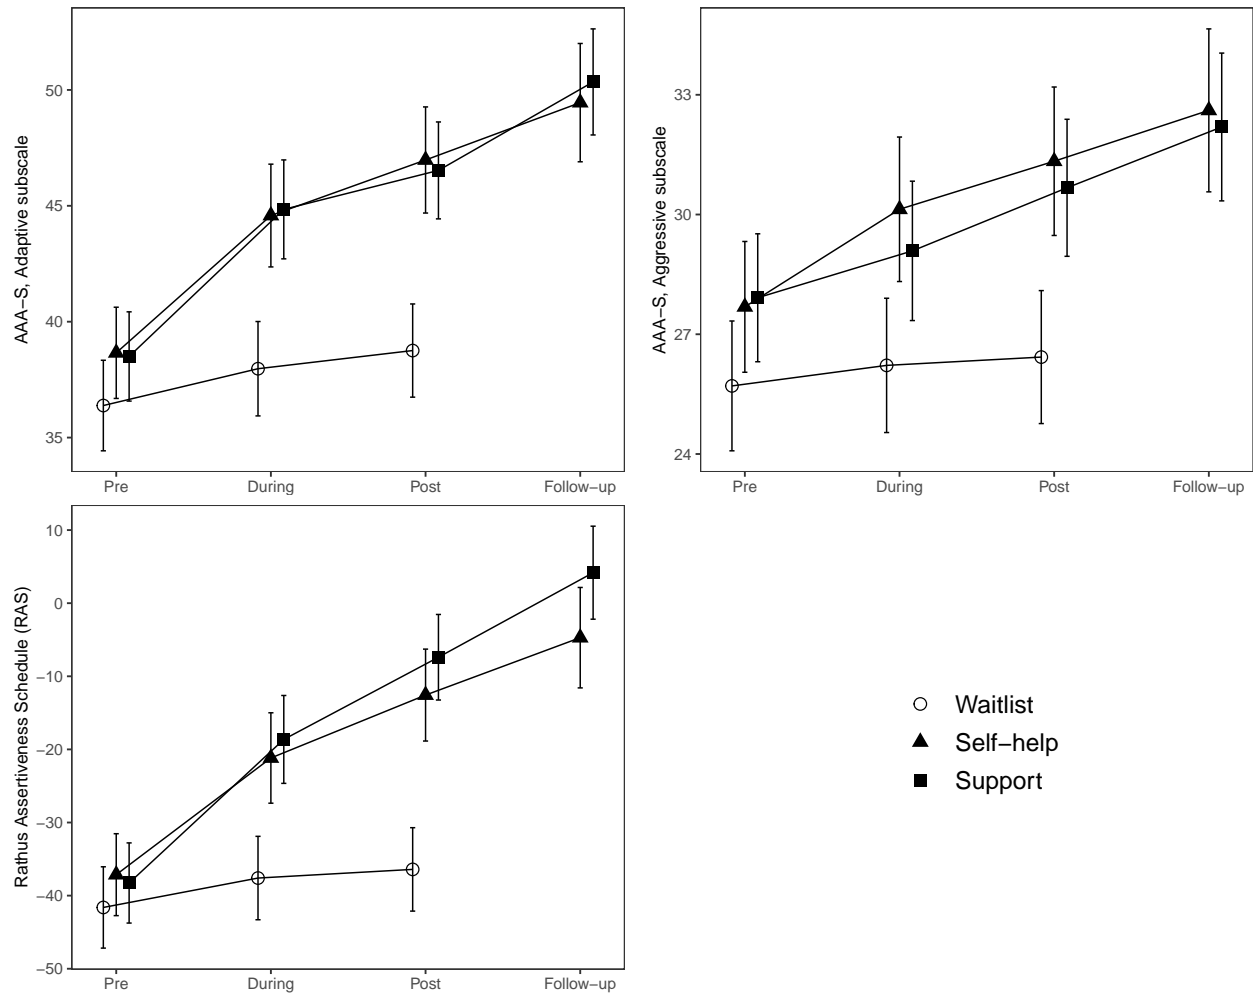 AAA−S, Adaptive subscale
50
45
40
35
Pre During Post Follow−up
AAA−S, Aggressive subscale
33
30
27
24
Pre During Post Follow−up
Rathus Assertiveness Schedule (RAS)
10
0
−10
−20
−30
−40
−50
Pre During Post Follow−up
Waitlist
Self−help
Support